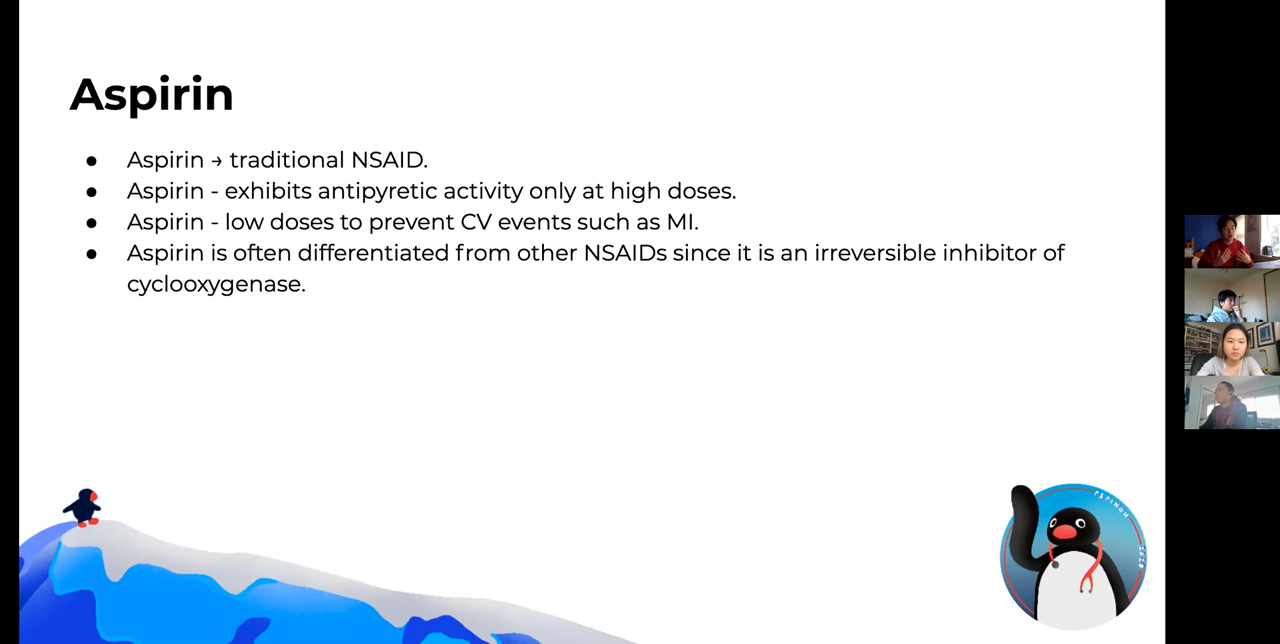 Aspirin
● Aspirin → traditional NSAID.
● Aspirin - exhibits antipyretic activity only at high doses.
● Aspirin - low doses to prevent CV events such as MI.
● Aspirin is often differentiated from other NSAIDs since it is an irreversible inhibitor of
cyclooxygenase.
2020